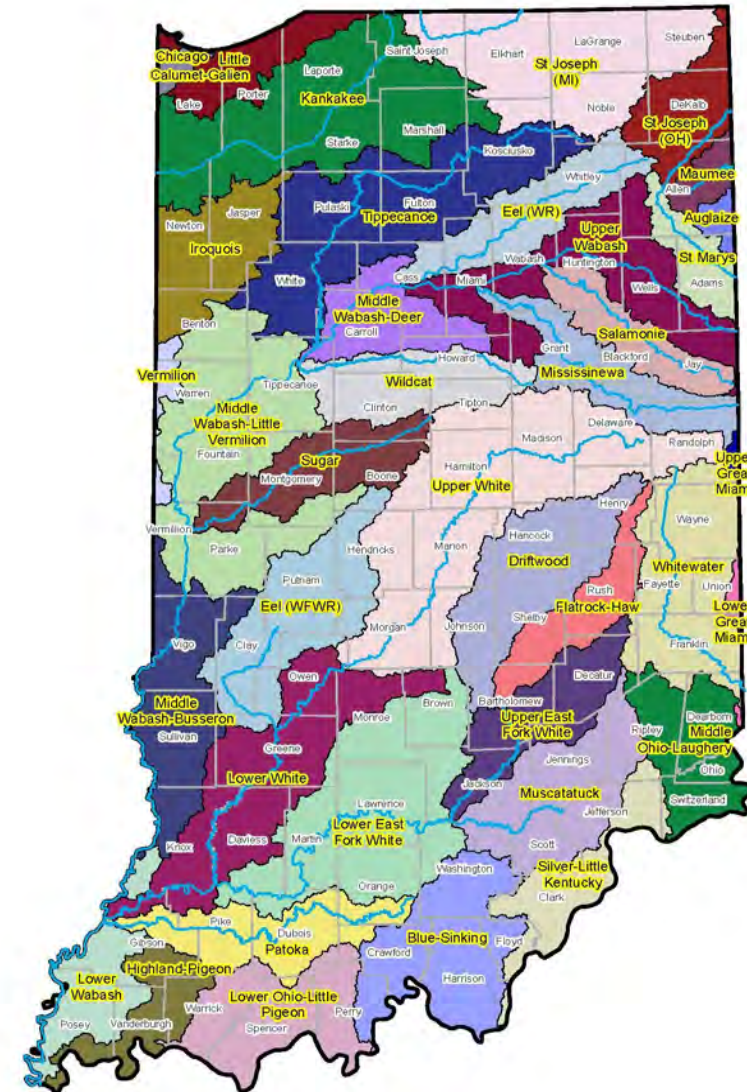 Steuben
LaGrange
Saint Joseph
Elkhart
Chicago
Little
Calumet-Galien
St Joseph
(MI)
Laporte
Porter
Lake
Kankakee
DeKalb
Noble
St Joseph
(OH)
Marshall
Starke
Kosciusko
Maumee
Whitley
Allen
Pulaski
Fulton
Tippecanoe
Eel (WR)
Auglaize
Newton
Jasper
Iroquois
Upper
Wabash
St Marys
Wabash
Huntington
White
Cass
Miami
Wells
Adams
Middle
Wabash-Deer
Carroll
Benton
Salamonie
Grant
Blackford
Jay
Howard
Mississinewa
Vermilion
Warren
Tippecanoe
Wildcat
Middle
Wabash-Little
Vermilion
Clinton
Tipton
Delaware
Madison
Randolph
Fountain
Sugar
Hamilton
Upper White
Upper
Great
Miami
Montgomery
Boone
Henry
Wayne
Vermillion
Hancock
Parke
Hendricks
Marion
Driftwood
Whitewater
Putnam
Rush
Fayette
Union
Eel (WFWR)
Flatrock-Haw
Lower
Great
Miami
Shelby
Clay
Morgan
Johnson
Vigo
Franklin
Owen
Decatur
Middle
Wabash-Busseron
Brown
Bartholomew
Upper East
Fork White
Monroe
Dearborn
Ripley
Middle
Ohio-Laughery
Sullivan
Greene
Jennings
Ohio
Lower White
Jackson
Muscatatuck
Switzerland
Lawrence
Jefferson
Lower East
Fork White
Martin
Daviess
Knox
Scott
Washington
Silver-Little
Kentucky
Orange
Clark
Pike
Dubois
Patoka
Gibson
Blue-Sinking
Floyd
Crawford
Highland-Pigeon
Lower
Wabash
Harrison
Lower Ohio-Little
Pigeon
Warrick
Perry
Posey
Vanderburgh
Spencer